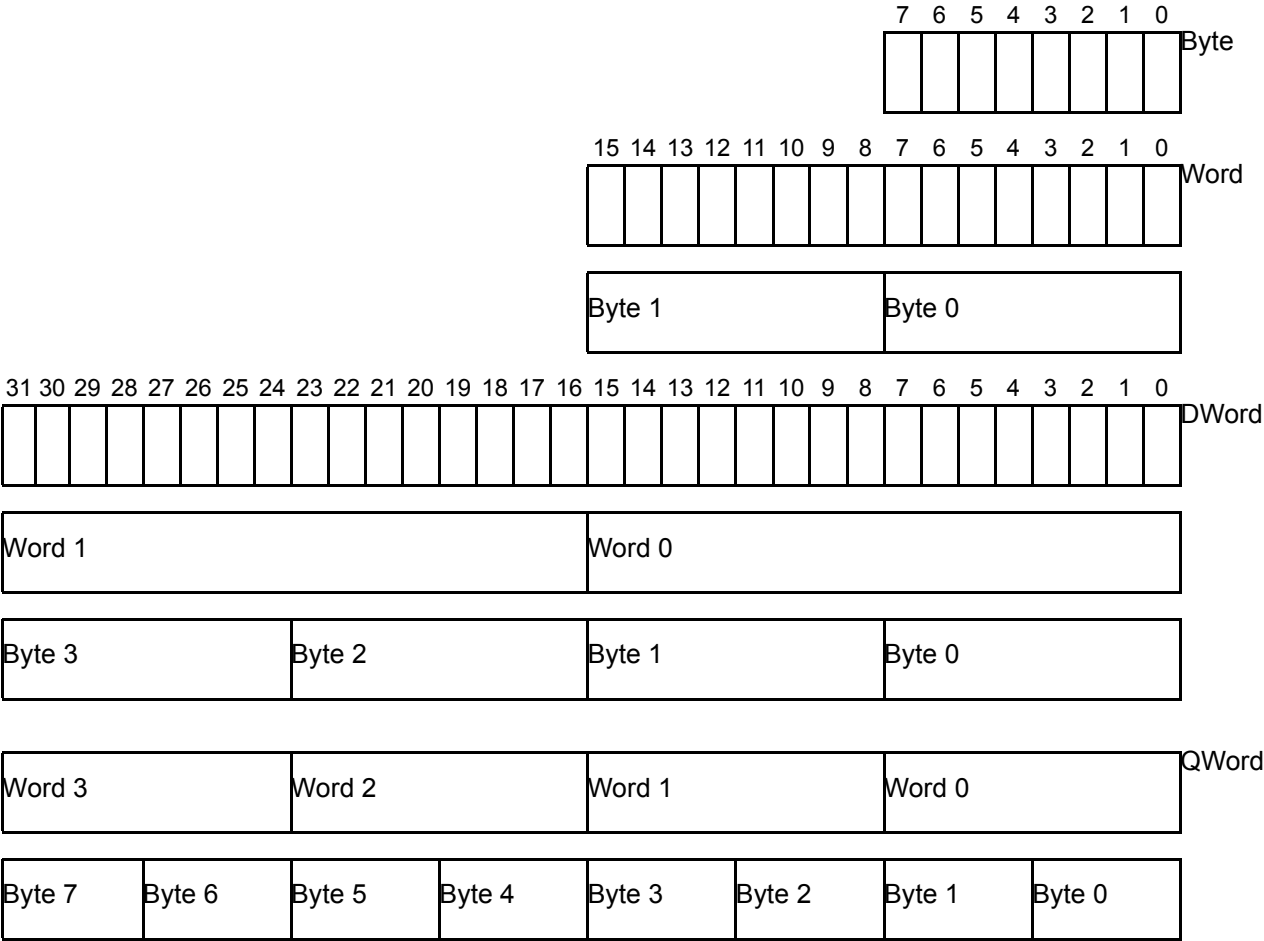 7 6 5 4 3 2 1 0
Byte
15 14 13 12 11 10 9 8 7 6 5 4 3 2 1 0
Word
Byte 1 Byte 0
31 30 29 28 27 26 25 24 23 22 21 20 19 18 17 16 15 14 13 12 11 10 9 8 7 6 5 4 3 2 1 0
DWord
Word 1 Word 0
Byte 3 Byte 2 Byte 1 Byte 0
QWord
Word 3 Word 2 Word 1 Word 0
Byte 7 Byte 6 Byte 5 Byte 4 Byte 3 Byte 2 Byte 1 Byte 0